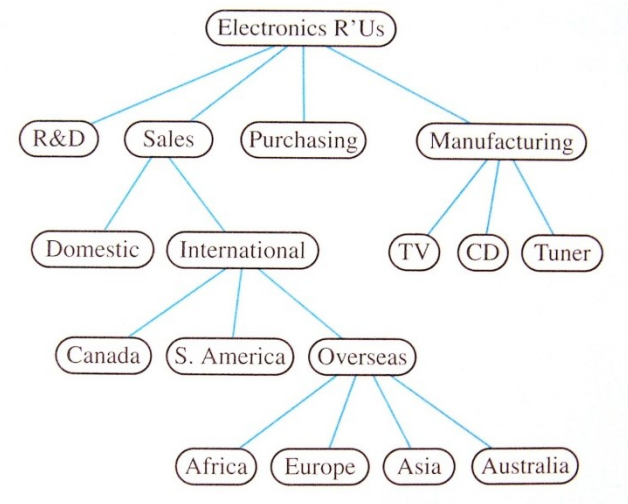 Electronics R'Us
R&D Sales Purchasing Manufacturing
Domestic International TV CD Tuner
Canada S. America Overseas
Africa Europe Asia Australia